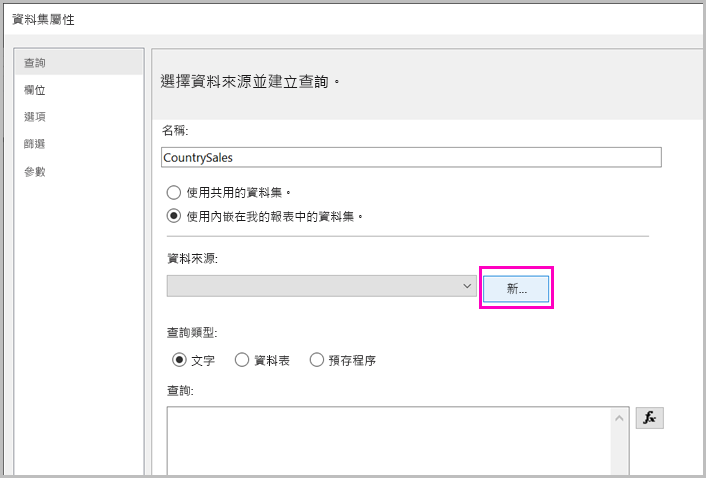 資料集屬性
查詢
欄位
選項
篩選
參數
選擇資料來源並建立查詢。
名稱:
CountrySales
使用共用的資料集。
使用內嵌在我的報表中的資料集。
資料來源:
新...
查詢類型:
文字 資料表 預存程序
查詢:
fx